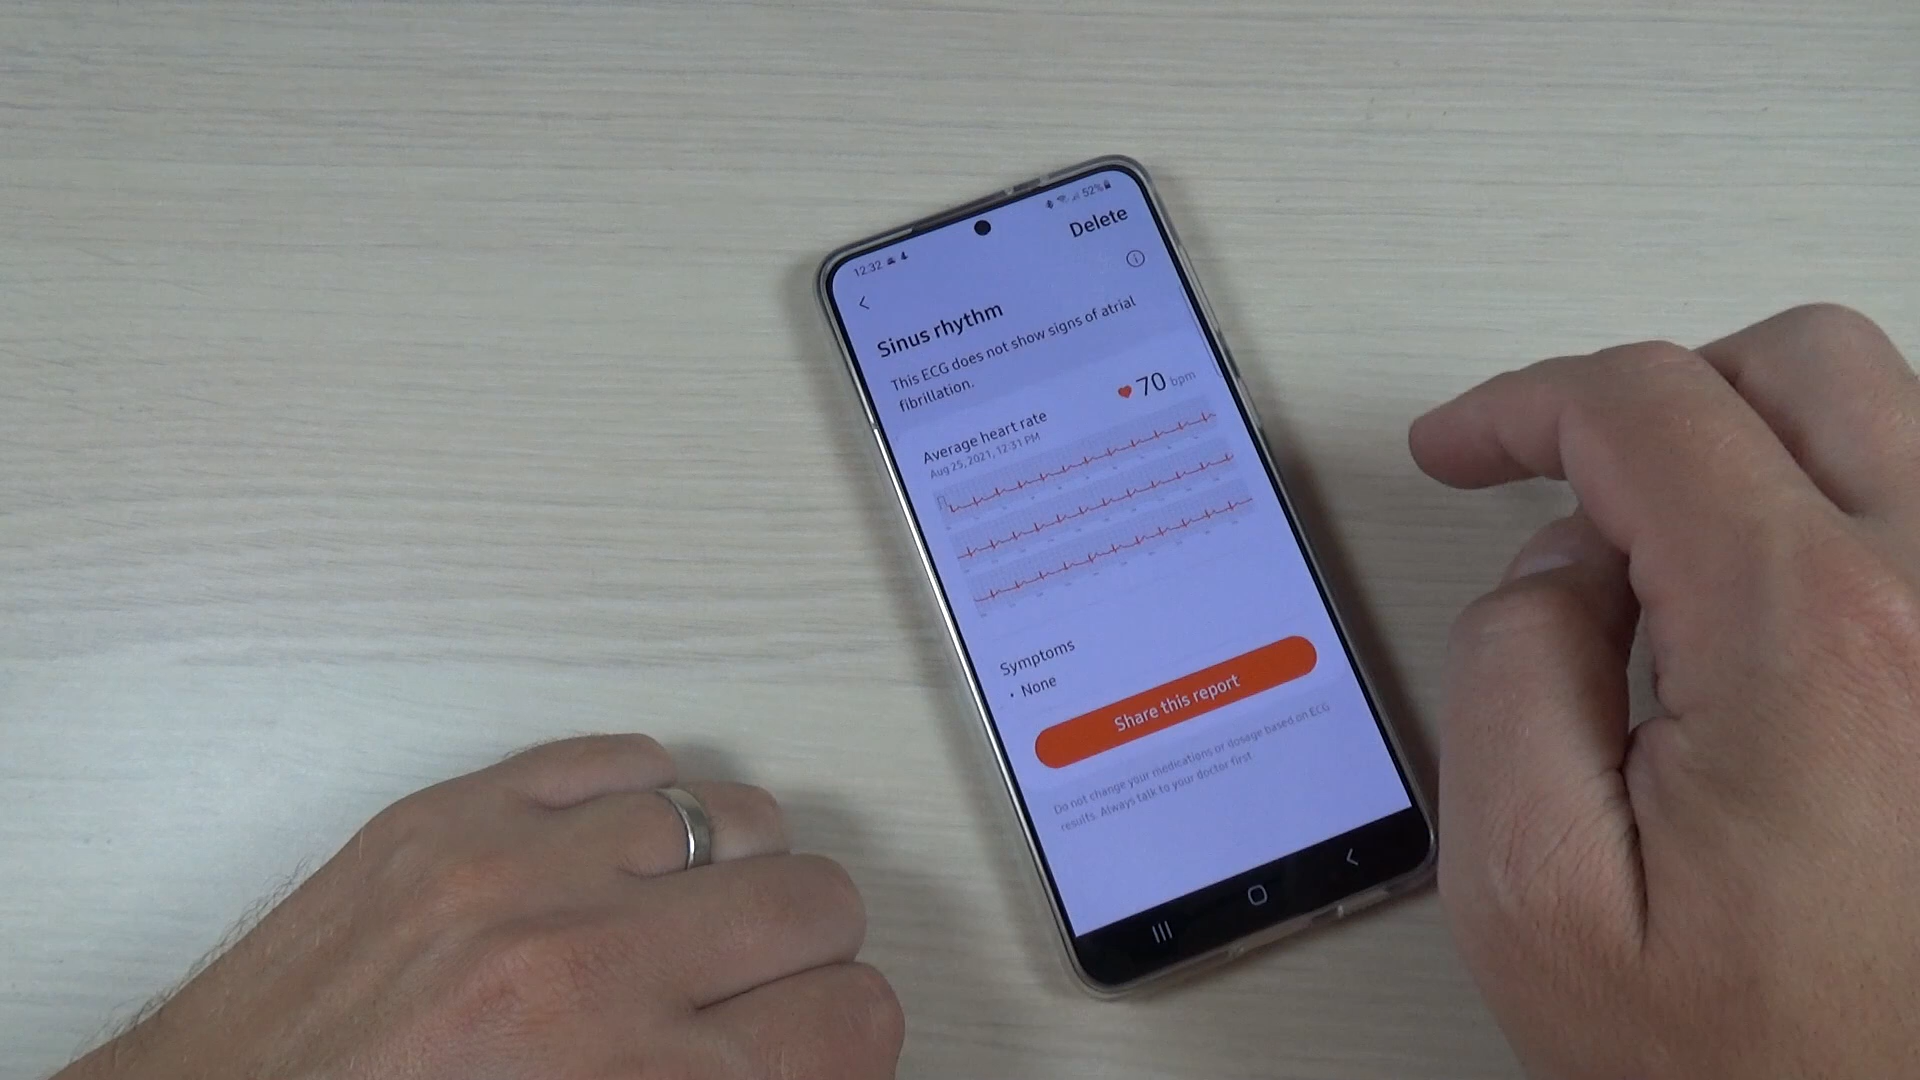 12:32
52%
Delete
Sinus rhythm
This ECG does not show signs of atrial
fibrillation.
Average heart rate
70 bpm
Aug 25, 2021, 12:31 PM
Symptoms
• None
Share this report
Do not change your medications or dosage based on ECG
results. Always talk to your doctor first